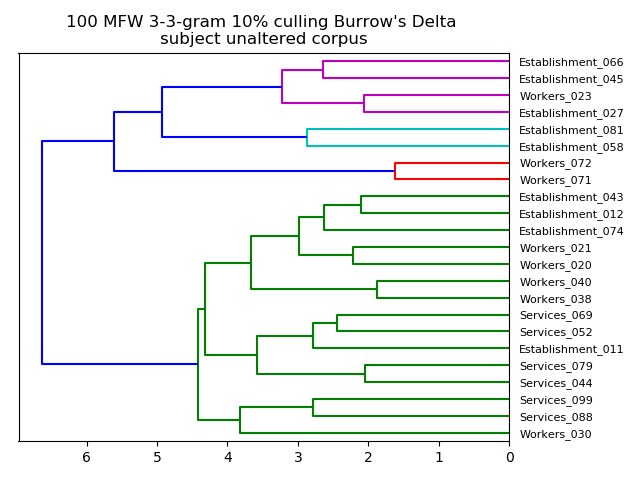 100 MFW 3-3-gram 10% culling Burrow's Delta
subject unaltered corpus
Establishment_066
Establishment_045
Workers_023
Establishment_027
Establishment_081
Establishment_058
Workers_072
Workers_071
Establishment_043
Establishment_012
Establishment_074
Workers_021
Workers_020
Workers_040
Workers_038
Services_069
Services_052
Establishment_011
Services_079
Services_044
Services_099
Services_088
Workers_030
6 5 4 3 2 1 0